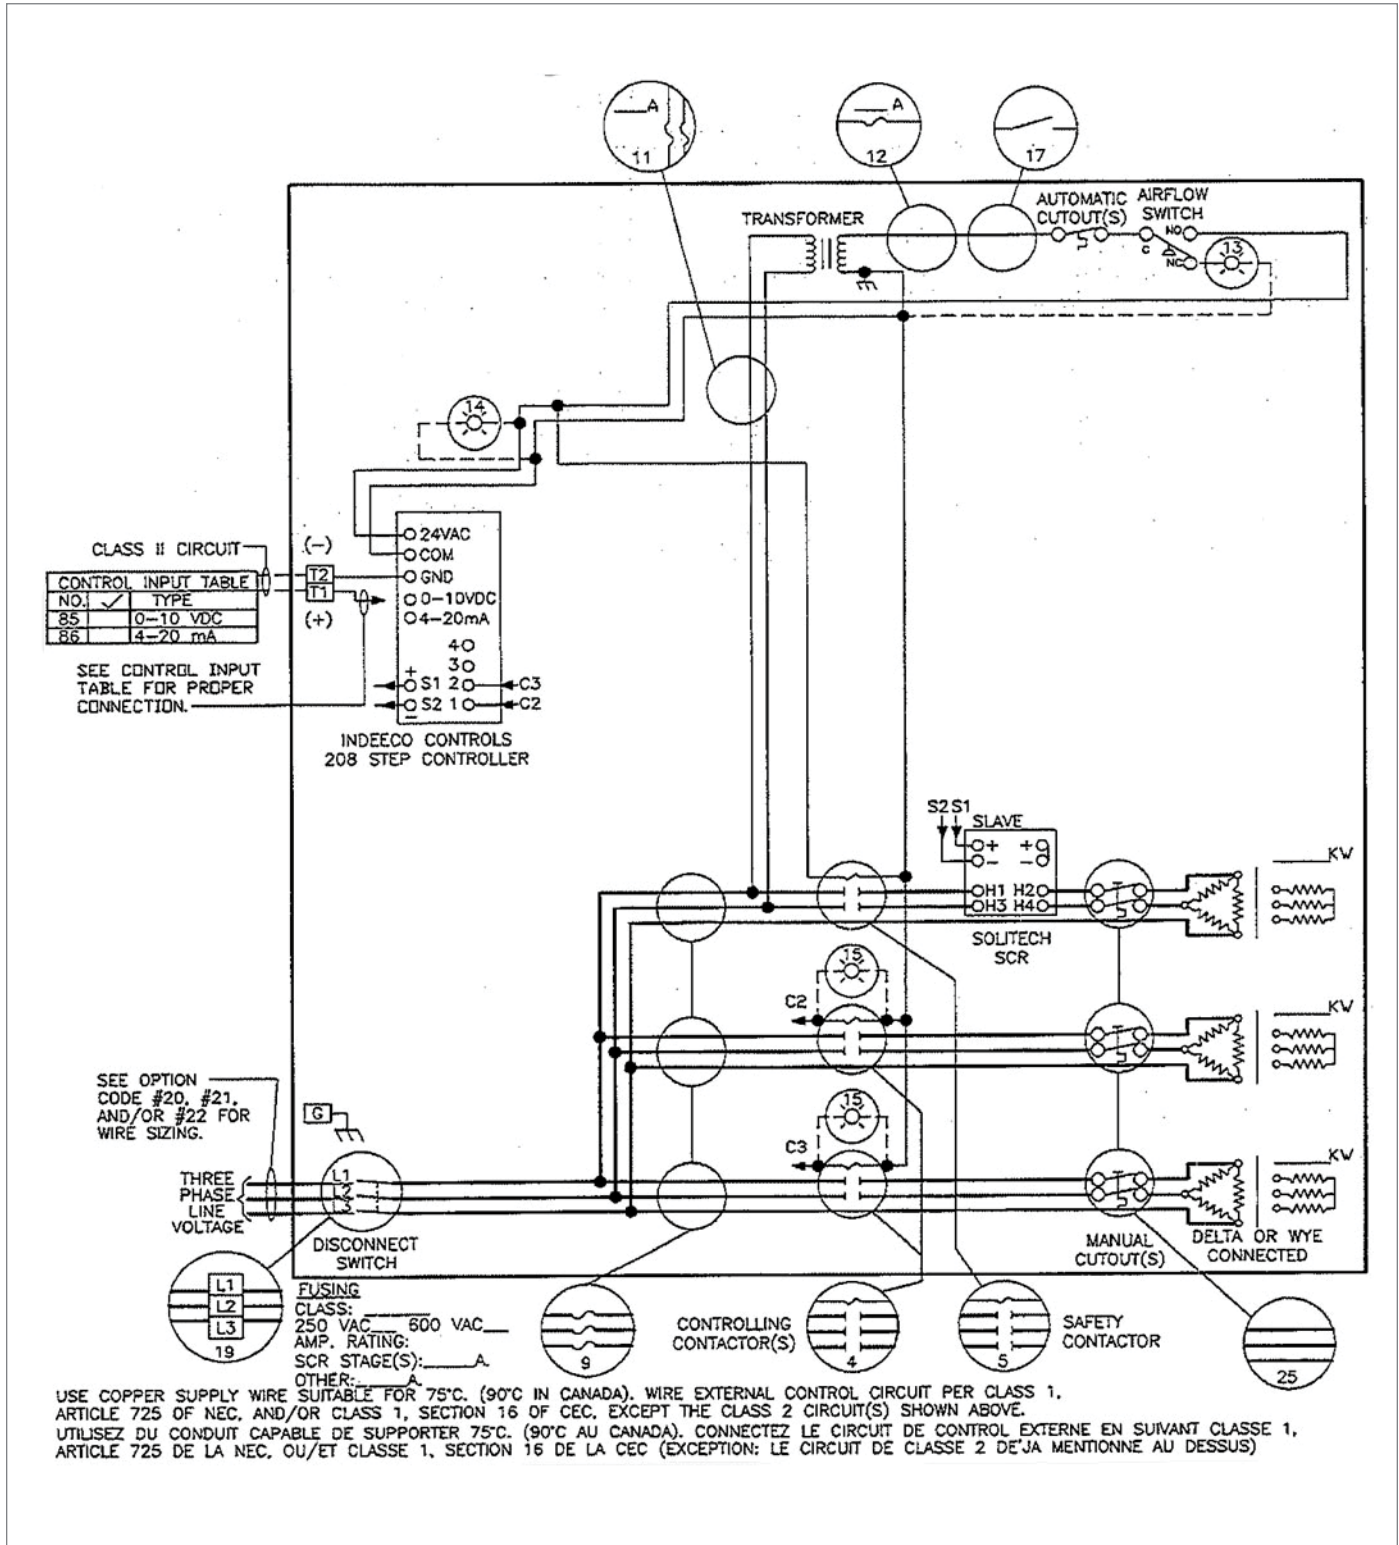 A
11
A
12
17
TRANSFORMER
AUTOMATIC
CUTOUT(S)
AIRFLOW
SWITCH
NO
C
NC
13
14
CLASS II CIRCUIT
CONTROL INPUT TABLE
NO. ✓ TYPE
85 0-10 VDC
86 4-20 mA
(-)
T2
T1
(+)
24VAC
COM
GND
0-10VDC
4-20mA
4
3
+
S1 2
C3
S2 1
C2
-
SEE CONTROL INPUT
TABLE FOR PROPER
CONNECTION.
INDEECO CONTROLS
208 STEP CONTROLLER
S2 S1
SLAVE
+ +
- -
H1 H2
H3 H4
SOLITECH
SCR
KW
15
C2
KW
15
C3
KW
SEE OPTION
CODE #20, #21,
AND/OR #22 FOR
WIRE SIZING.
G
THREE
PHASE
LINE
VOLTAGE
L1
L2
L3
DISCONNECT
SWITCH
MANUAL
CUTOUT(S)
DELTA OR WYE
CONNECTED
L1
L2
L3
19
FUSING
CLASS: ______
250 VAC___ 600 VAC___
AMP. RATING:
SCR STAGE(S):_____A
OTHER:_____A
9
CONTROLLING
CONTACTOR(S)
4
5
SAFETY
CONTACTOR
25
USE COPPER SUPPLY WIRE SUITABLE FOR 75°C. (90°C IN CANADA). WIRE EXTERNAL CONTROL CIRCUIT PER CLASS 1,
ARTICLE 725 OF NEC, AND/OR CLASS 1, SECTION 16 OF CEC, EXCEPT THE CLASS 2 CIRCUIT(S) SHOWN ABOVE.
UTILISEZ DU CONDUIT CAPABLE DE SUPPORTER 75°C. (90°C AU CANADA). CONNECTEZ LE CIRCUIT DE CONTROL EXTERNE EN SUIVANT CLASSE 1,
ARTICLE 725 DE LA NEC, OU/ET CLASSE 1, SECTION 16 DE LA CEC (EXCEPTION: LE CIRCUIT DE CLASSE 2 DE'JA MENTIONNE AU DESSUS)